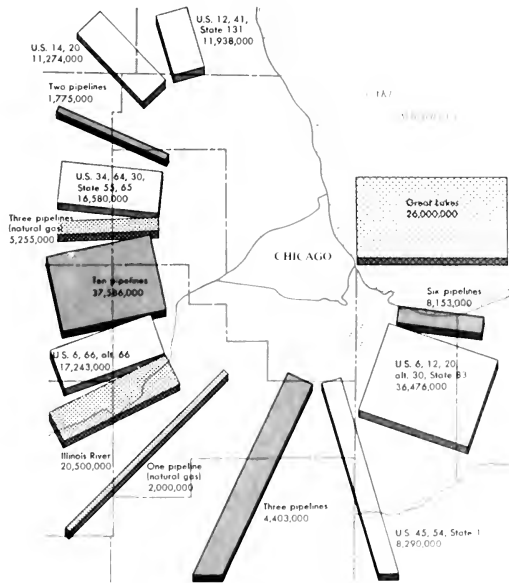 U.S. 12, 41,
State 131
11,938,000
U.S. 14, 20
11,274,000
Two pipelines
1,775,000
U.S. 34, 64, 30,
State 55, 65
16,580,000
Three pipelines
(natural gas)
5,255,000
Great Lakes
26,000,000
CHICAGO
Ten pipelines
37,586,000
Six pipelines
8,153,000
U.S. 6, 66, alt. 66
17,243,000
U.S. 6, 12, 20,
alt. 30, State 83
36,476,000
Illinois River
20,500,000
One pipeline
(natural gas)
2,000,000
Three pipelines
4,403,000
U.S. 45, 54, State 1
8,290,000